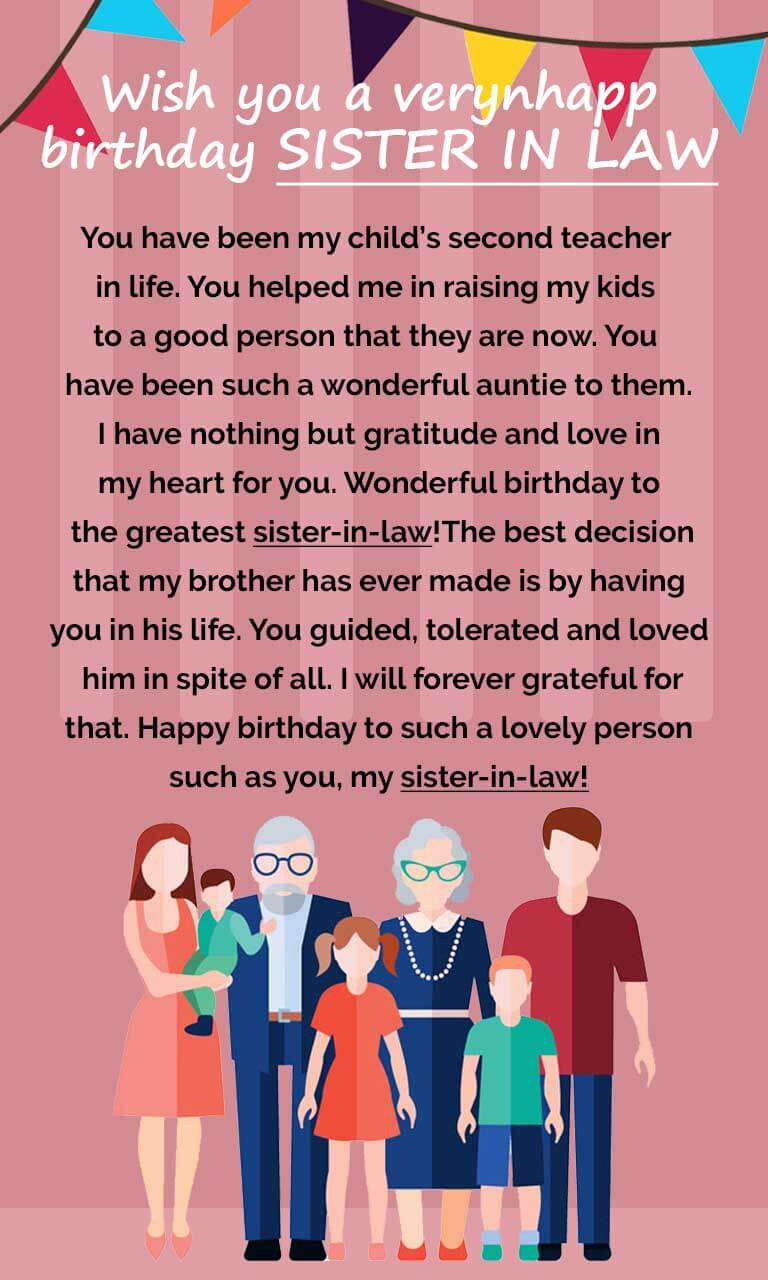 Wish you a verynhapp
birthday SISTER IN LAW
You have been my child’s second teacher
in life. You helped me in raising my kids
to a good person that they are now. You
have been such a wonderful auntie to them.
I have nothing but gratitude and love in
my heart for you. Wonderful birthday to
the greatest sister-in-law!The best decision
that my brother has ever made is by having
you in his life. You guided, tolerated and loved
him in spite of all. I will forever grateful for
that. Happy birthday to such a lovely person
such as you, my sister-in-law!